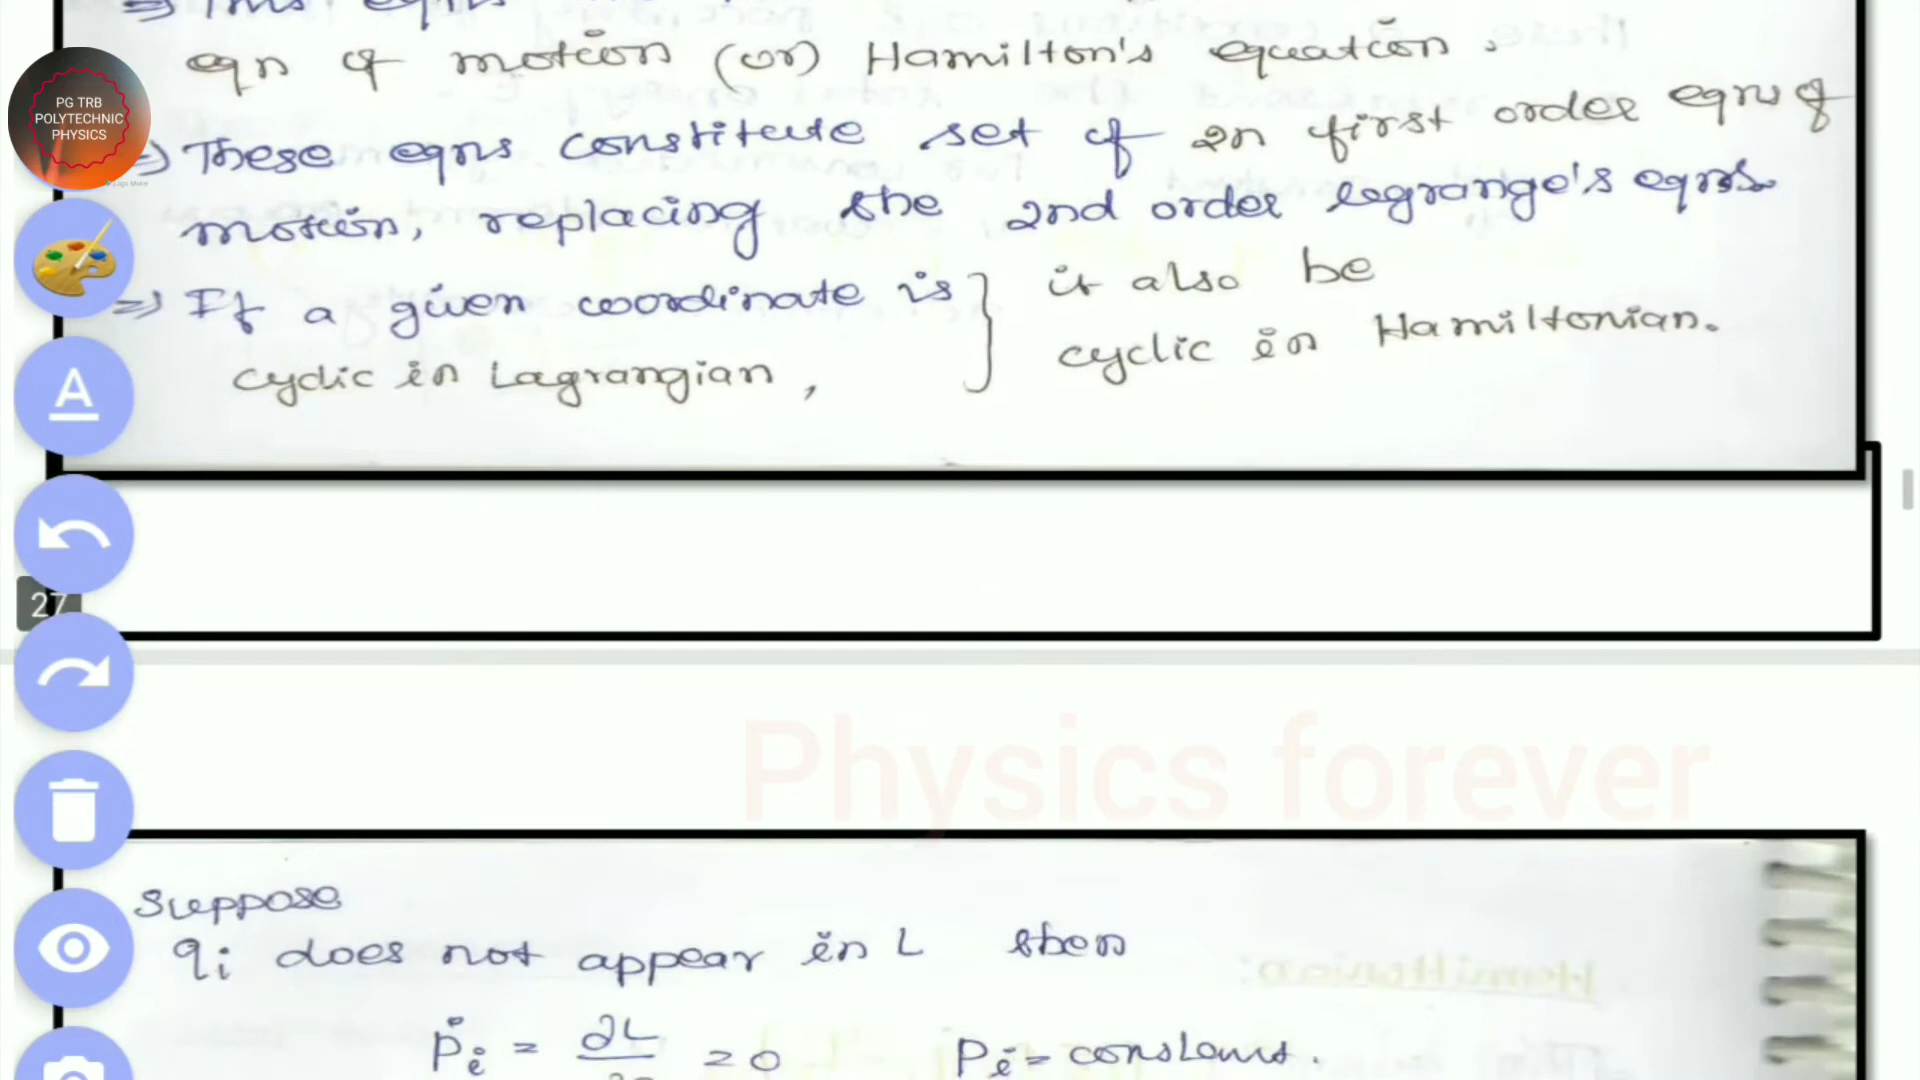 PG TRB
POLYTECHNIC
PHYSICS
eqn of motion (or) Hamilton's equation.
=) These eqns constitute set of 2n first order eqns of
motion, replacing the 2nd order lagrange's eqns.
=) If a given coordinate is } it also be
cyclic in Lagrangian, cyclic in Hamiltonian.
A
27
Physics forever
Suppose
qi does not appear in L then
ṗi = ∂L = 0 Pi = constant.